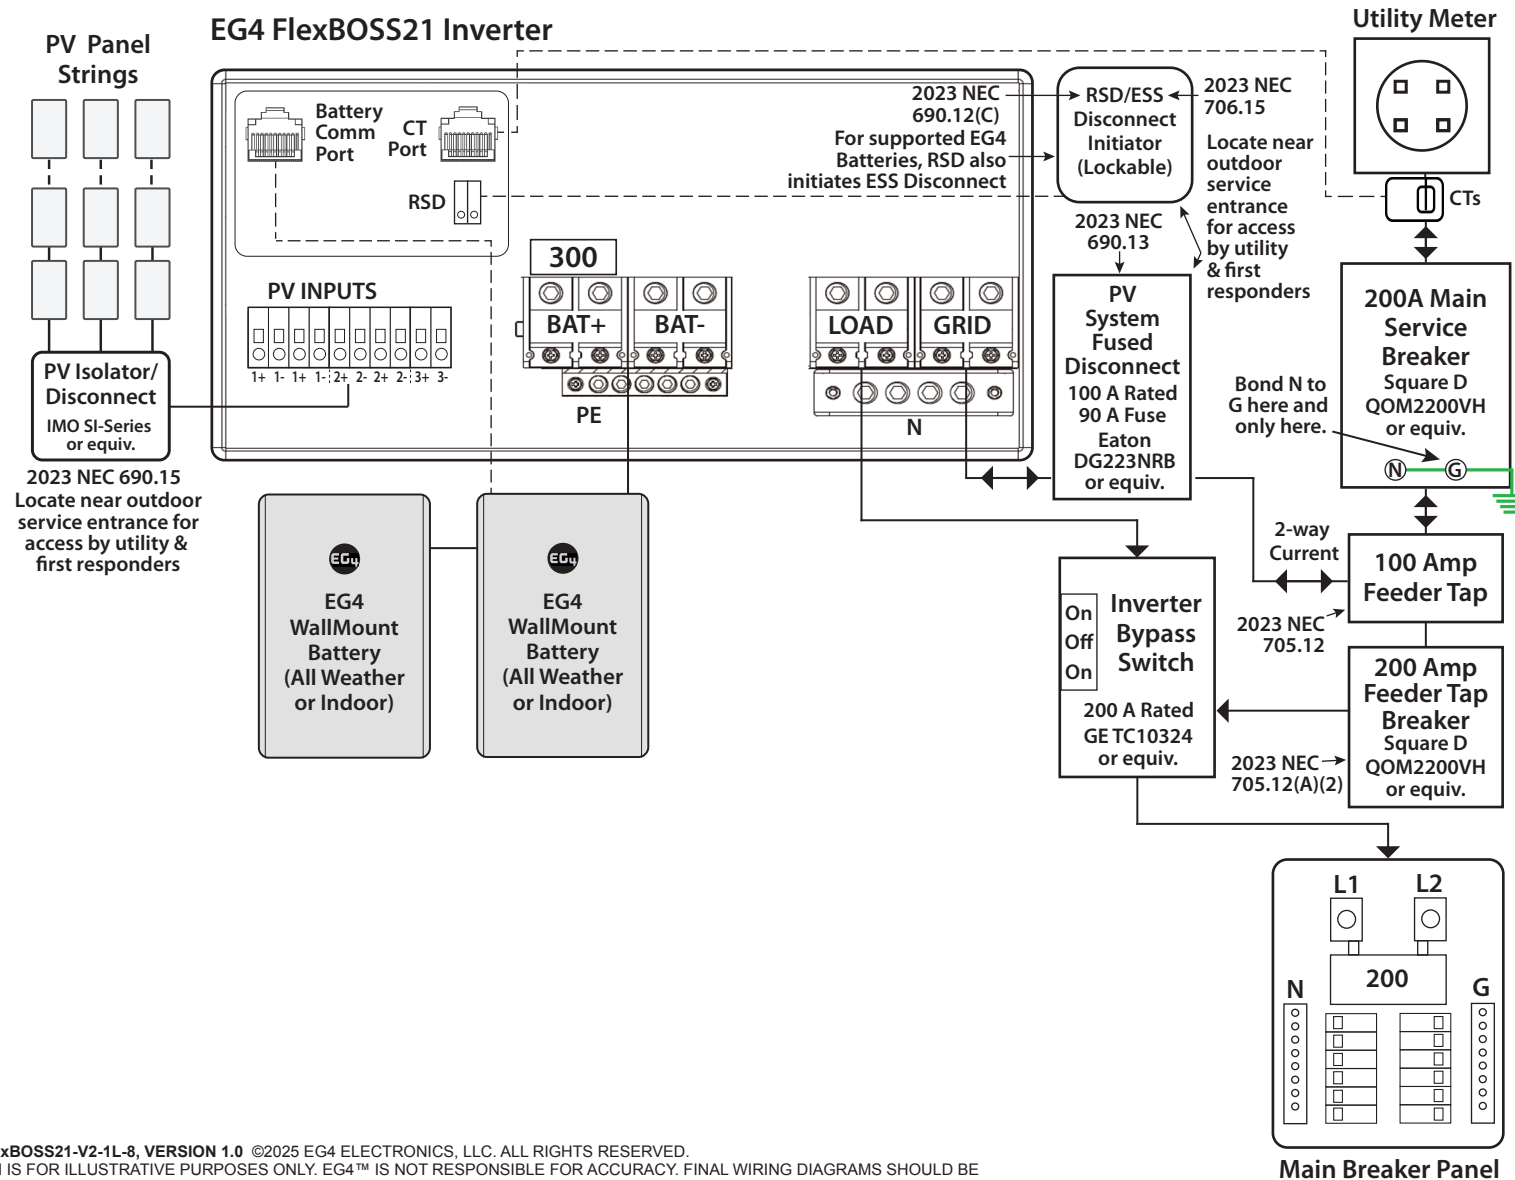 EG4 FlexBOSS21 Inverter
Utility Meter
PV Panel
Strings
Battery
Comm
Port
CT
Port
RSD
2023 NEC
690.12(C)
For supported EG4
Batteries, RSD also
initiates ESS Disconnect
RSD/ESS
Disconnect
Initiator
(Lockable)
2023 NEC
706.15
Locate near
outdoor
service
entrance
for access
by utility
& first
responders
CTs
2023 NEC
690.13
300
BAT+
BAT-
PE
LOAD
GRID
N
PV INPUTS
1+ 1- 1+ 1- 2+ 2- 2+ 2- 3+ 3-
PV Isolator/
Disconnect
IMO SI-Series
or equiv.
2023 NEC 690.15
Locate near outdoor
service entrance for
access by utility &
first responders
PV
System
Fused
Disconnect
100 A Rated
90 A Fuse
Eaton
DG223NRB
or equiv.
200A Main
Service
Breaker
Square D
QOM2200VH
or equiv.
N
G
Bond N to
G here and
only here.
2-way
Current
100 Amp
Feeder Tap
2023 NEC
705.12
200 Amp
Feeder Tap
Breaker
Square D
QOM2200VH
or equiv.
2023 NEC
705.12(A)(2)
On
Off
On
Inverter
Bypass
Switch
200 A Rated
GE TC10324
or equiv.
EG4
EG4
WallMount
Battery
(All Weather
or Indoor)
EG4
EG4
WallMount
Battery
(All Weather
or Indoor)
L1
L2
200
N
G
Main Breaker Panel
xBOSS21-V2-1L-8, VERSION 1.0 ©2025 EG4 ELECTRONICS, LLC. ALL RIGHTS RESERVED.
IS FOR ILLUSTRATIVE PURPOSES ONLY. EG4™ IS NOT RESPONSIBLE FOR ACCURACY. FINAL WIRING DIAGRAMS SHOULD BE